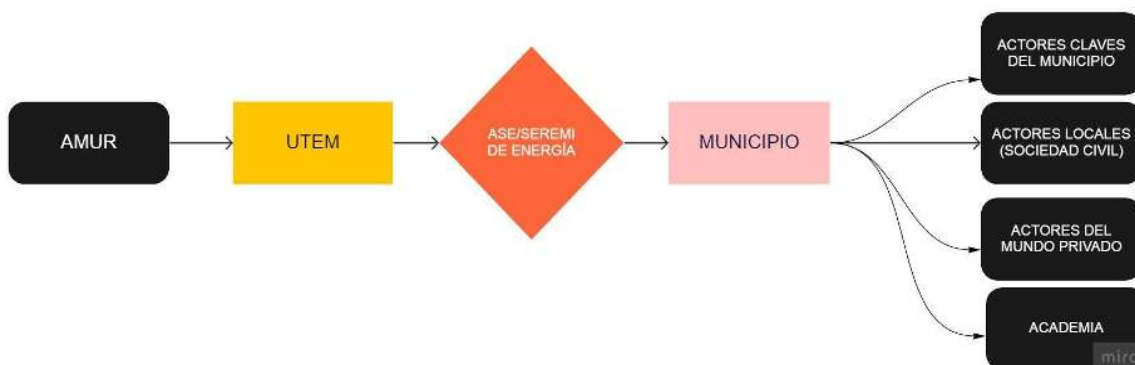 AMUR
UTEM
ASE/SEREMI
DE ENERGÍA
MUNICIPIO
ACTORES CLAVES
DEL MUNICIPIO
ACTORES LOCALES
(SOCIEDAD CIVIL)
ACTORES DEL
MUNDO PRIVADO
ACADEMIA